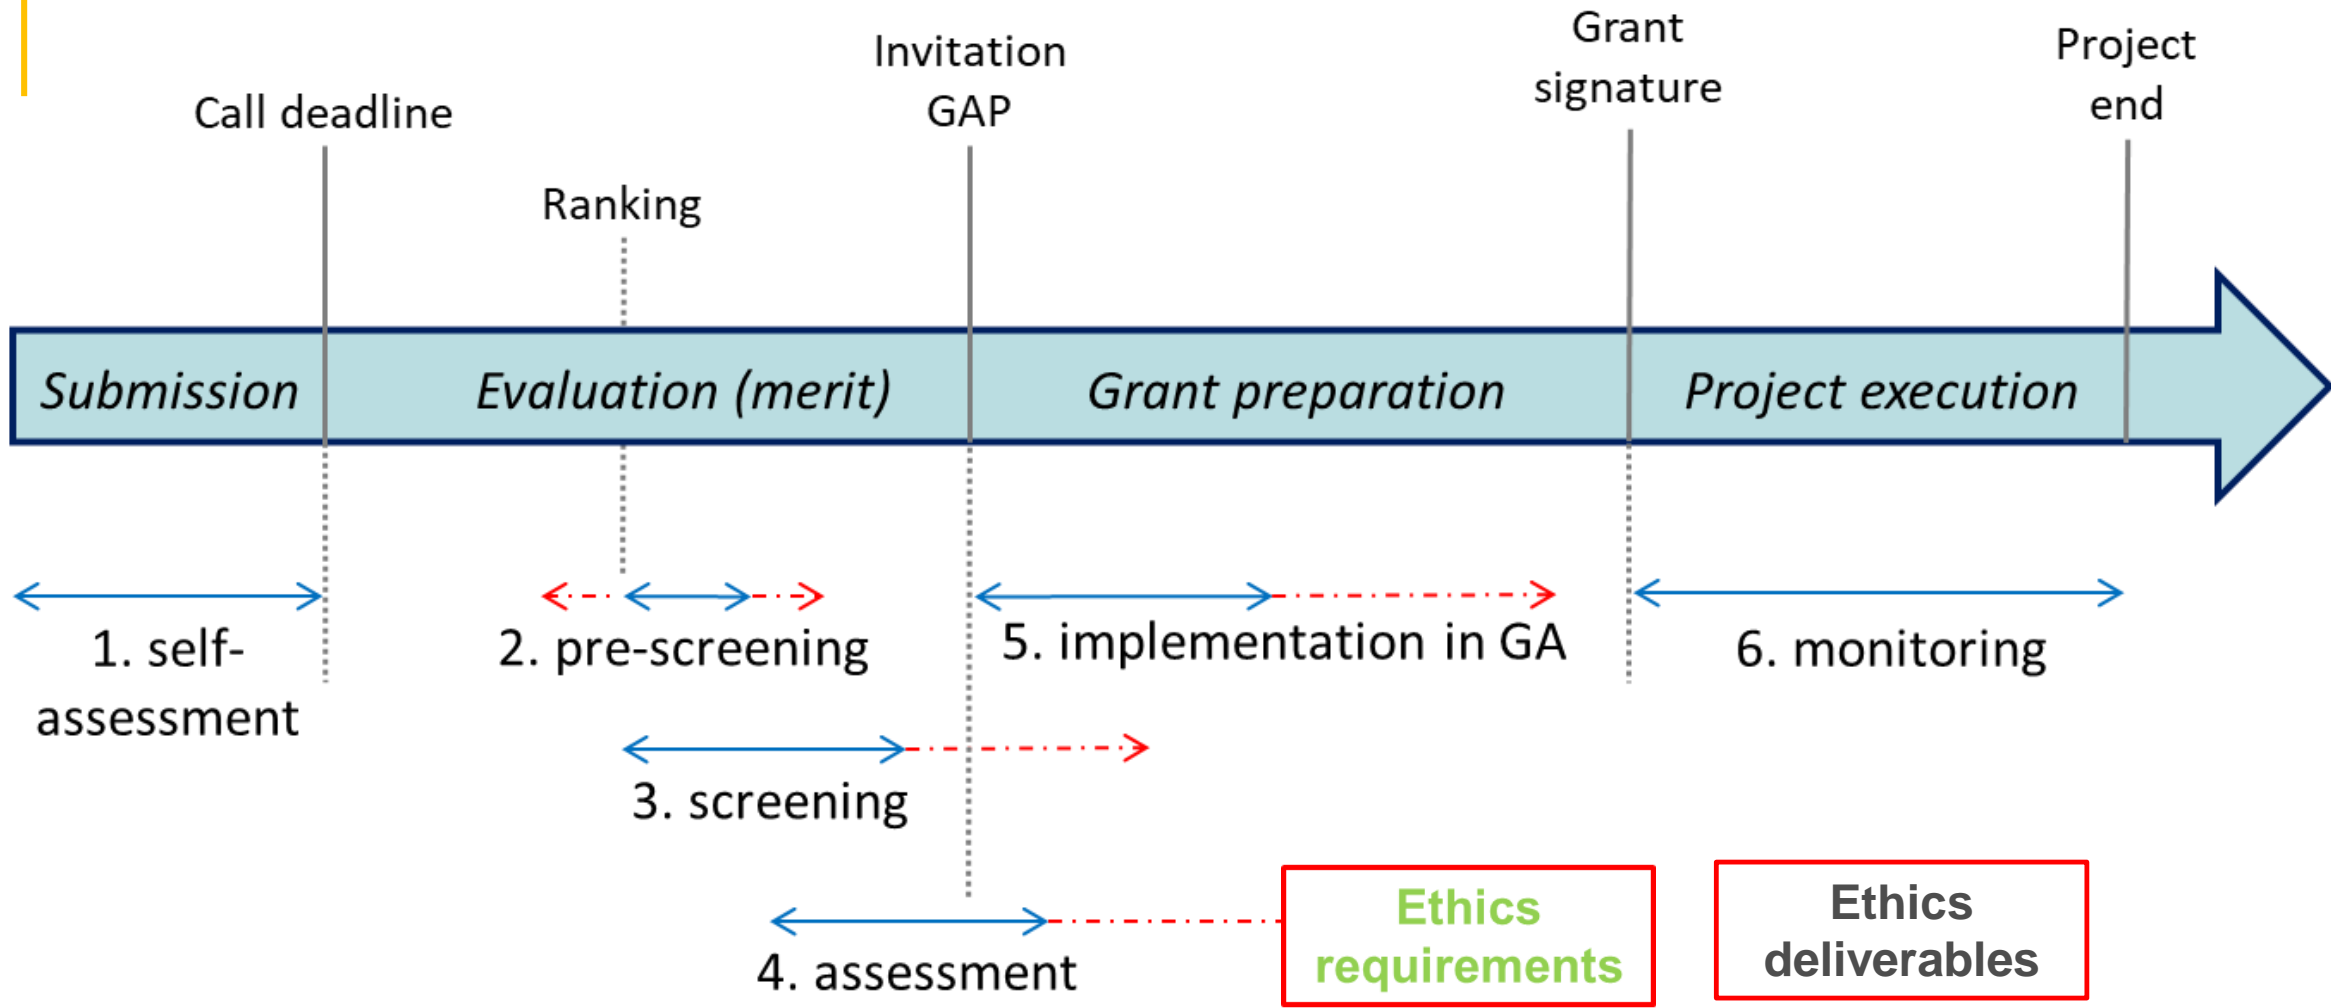 Grant
signature
Project
end
Invitation
GAP
Call deadline
Ranking
Submission
Evaluation (merit)
Grant preparation
Project execution
1. self-
assessment
2. pre-screening
5. implementation in GA
6. monitoring
3. screening
4. assessment
Ethics
requirements
Ethics
deliverables